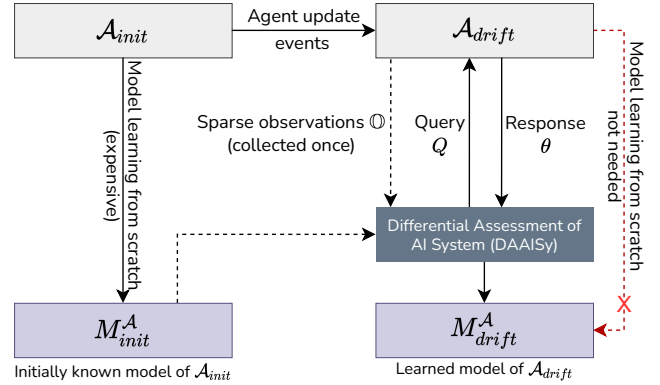 𝒜_init
Agent update
events
𝒜_drift
Model learning from scratch
(expensive)
Sparse observations 𝕆
(collected once)
Query
Q
Response
θ
Model learning from scratch
not needed
Differential Assessment of
AI System (DAAISy)
X
M^𝒜_init
M^𝒜_drift
Initially known model of 𝒜_init
Learned model of 𝒜_drift